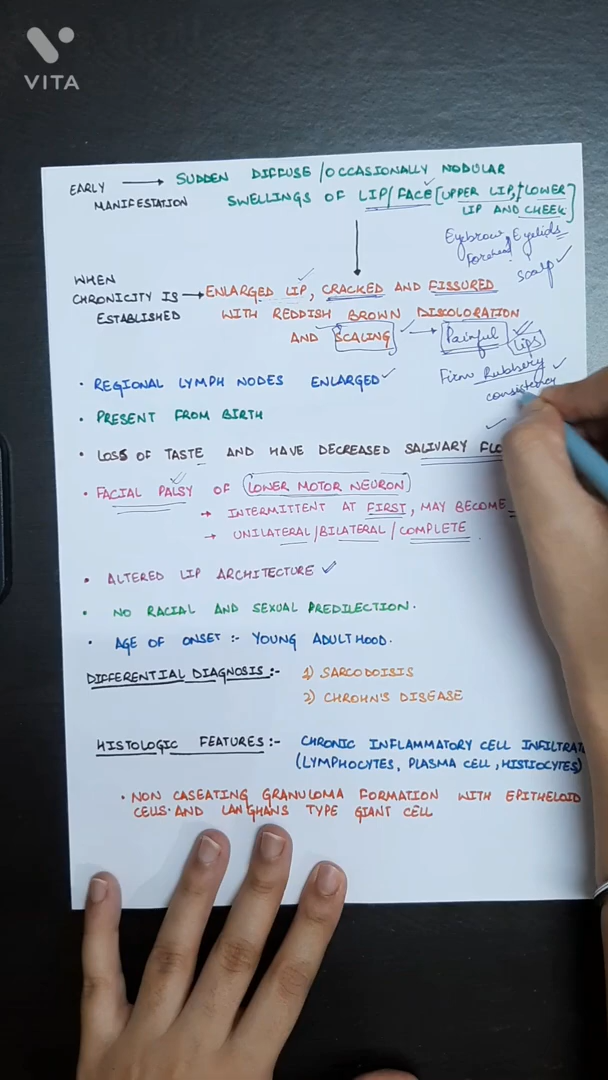 VITA
EARLY → SUDDEN DIFFUSE / OCCASIONALLY NODULAR
MANIFESTATION SWELLINGS OF LIP/FACE [UPPER LIP, + LOWER
LIP AND CHEEK]
Eyebrow, Eyelids
Forehead,
Scalp ✓
WHEN
CHRONICITY IS → ENLARGED LIP, CRACKED AND FISSURED
ESTABLISHED WITH REDDISH BROWN DISCOLORATION
AND SCALING → Painful
Lips
Firm Rubbery ✓
consistency
• REGIONAL LYMPH NODES ENLARGED ✓
• PRESENT FROM BIRTH
• LOSS OF TASTE AND HAVE DECREASED SALIVARY FLO
• FACIAL PALSY OF LOWER MOTOR NEURON
→ INTERMITTENT AT FIRST, MAY BECOME
→ UNILATERAL/BILATERAL/COMPLETE
• ALTERED LIP ARCHITECTURE ✓
• NO RACIAL AND SEXUAL PREDILECTION.
• AGE OF ONSET :- YOUNG ADULTHOOD.
DIFFERENTIAL DIAGNOSIS :- 1) SARCODOISIS
2) CHROHN'S DISEASE
HISTOLOGIC FEATURES :- CHRONIC INFLAMMATORY CELL INFILTRAT
(LYMPHOCYTES, PLASMA CELL, HISTIOCYTES)
• NON CASEATING GRANULOMA FORMATION WITH EPITHELOID
CELLS. AND LANGHANS TYPE GIANT CELL